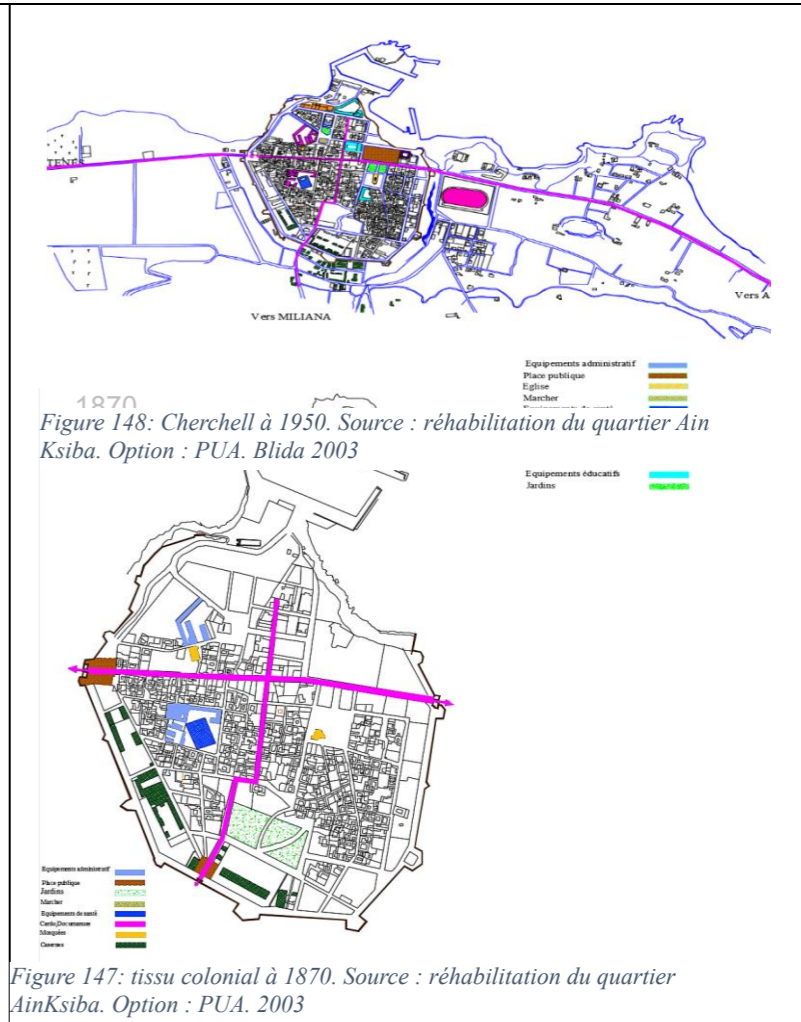 TENES
Vers A
Vers MILIANA
Equipements administratif
Place publique
Eglise
Marcher
1870
Figure 148: Cherchell à 1950. Source : réhabilitation du quartier Ain
Ksiba. Option : PUA. Blida 2003
Equipements éducatifs
Jardins
Equipements administratif
Place publique
Jardins
Marcher
Equipements de santé
Mosquées
Casernes
Figure 147: tissu colonial à 1870. Source : réhabilitation du quartier
AinKsiba. Option : PUA. 2003